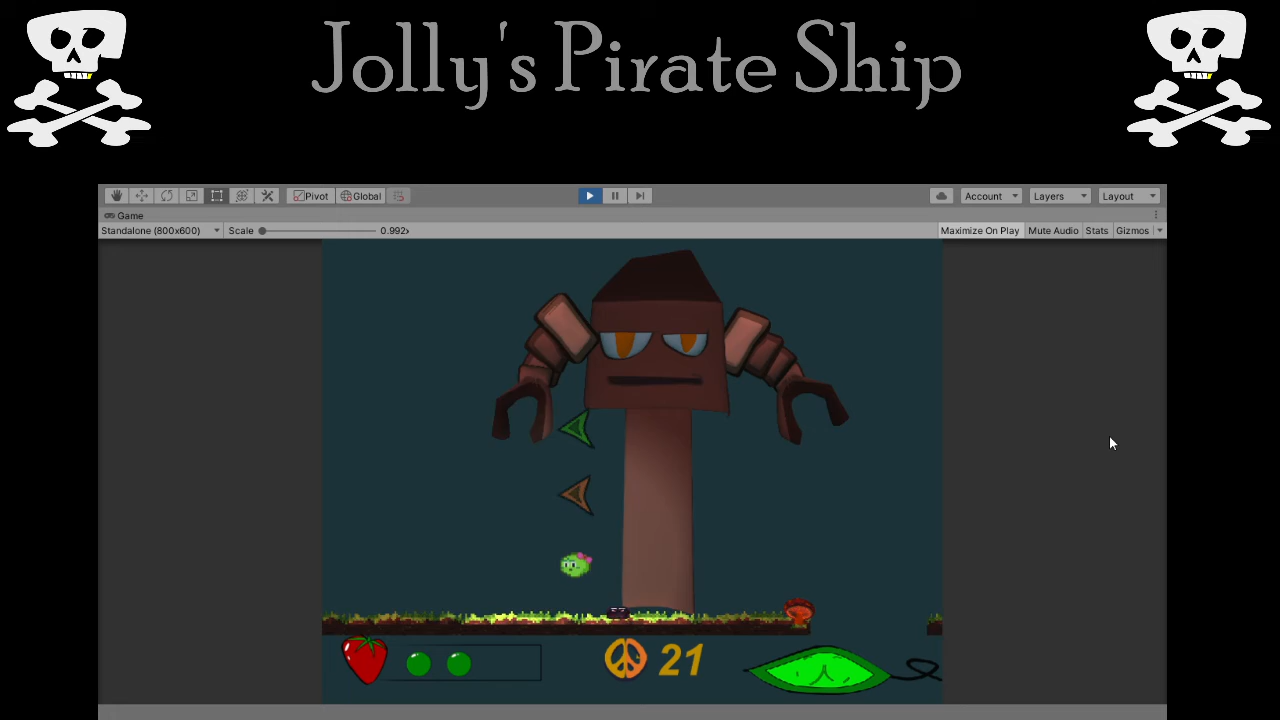 Jolly's Pirate Ship
Pivot Global Account Layers Layout
Game
Standalone (800x600) Scale 0.992x Maximize On Play Mute Audio Stats Gizmos
21